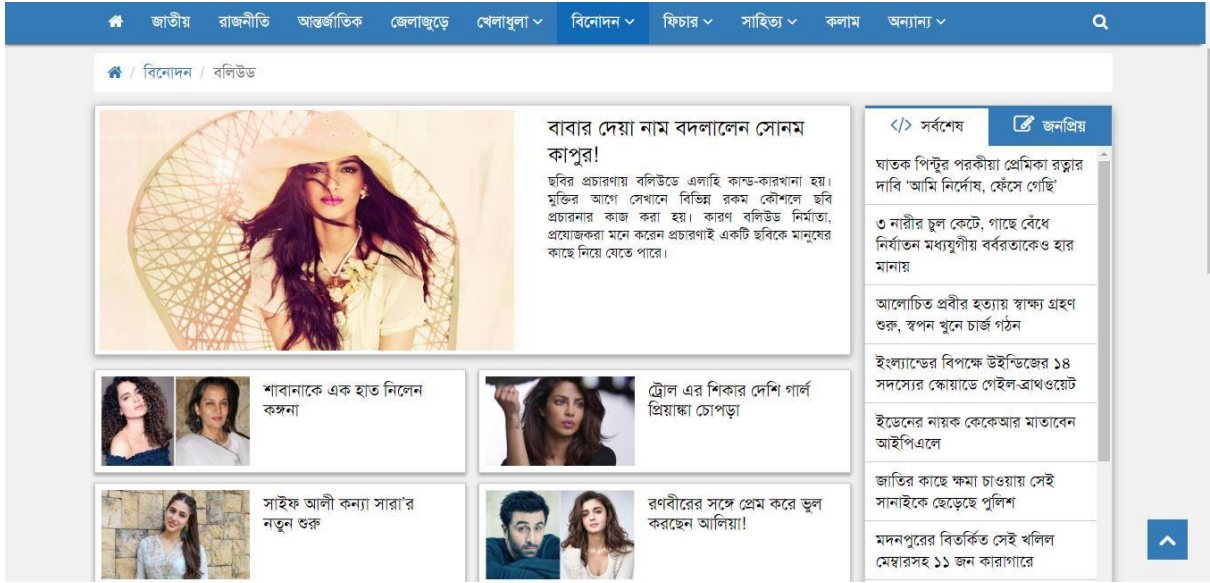 জাতীয় রাজনীতি আন্তর্জাতিক জেলাজুড়ে খেলাধুলা বিনোদন ফিচার সাহিত্য কলাম অন্যান্য
/ বিনোদন / বলিউড
বাবার দেয়া নাম বদলালেন সোনম
কাপুর!
ছবির প্রচারণায় বলিউডে এলাহি কান্ড-কারখানা হয়।
মুক্তির আগে সেখানে বিভিন্ন রকম কৌশলে ছবি
প্রচারনার কাজ করা হয়। কারণ বলিউড নির্মাতা,
প্রযোজকরা মনে করেন প্রচারণাই একটি ছবিকে মানুষের
কাছে নিয়ে যেতে পারে।
শাবানাকে এক হাত নিলেন
কঙ্গনা
ট্রোল এর শিকার দেশি গার্ল
প্রিয়াঙ্কা চোপড়া
সাইফ আলী কন্যা সারা'র
নতুন শুরু
রণবীরের সঙ্গে প্রেম করে ভুল
করছেন আলিয়া!
</> সর্বশেষ জনপ্রিয়
ঘাতক পিন্টুর পরকীয়া প্রেমিকা রত্নার
দাবি ‘আমি নির্দোষ, ফেঁসে গেছি’
৩ নারীর চুল কেটে, গাছে বেঁধে
নির্যাতন মধ্যযুগীয় বর্বরতাকেও হার
মানায়
আলোচিত প্রবীর হত্যায় স্বাক্ষ্য গ্রহণ
শুরু, স্বপন খুনে চার্জ গঠন
ইংল্যান্ডের বিপক্ষে উইন্ডিজের ১৪
সদস্যের স্কোয়াডে গেইল-ব্রাথওয়েট
ইডেনের নায়ক কেকেআর মাতাবেন
আইপিএলে
জাতির কাছে ক্ষমা চাওয়ায় সেই
সানাইকে ছেড়েছে পুলিশ
মদনপুরের বিতর্কিত সেই খলিল
মেম্বারসহ ১১ জন কারাগারে